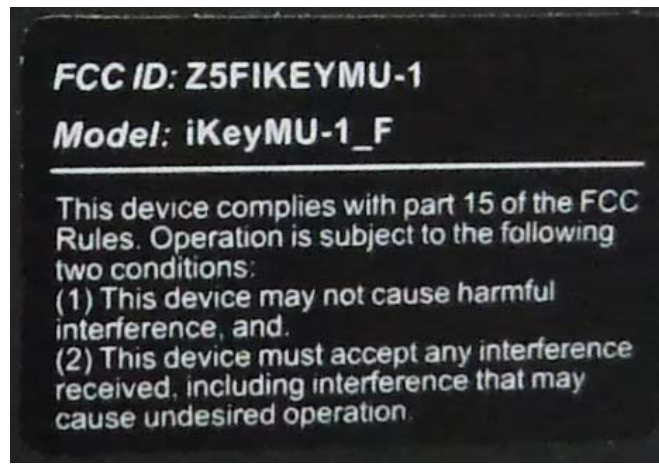 FCC ID: Z5FIKEYMU-1
Model: iKeyMU-1_F
This device complies with part 15 of the FCC
Rules. Operation is subject to the following
two conditions:
(1) This device may not cause harmful
interference, and.
(2) This device must accept any interference
received, including interference that may
cause undesired operation.